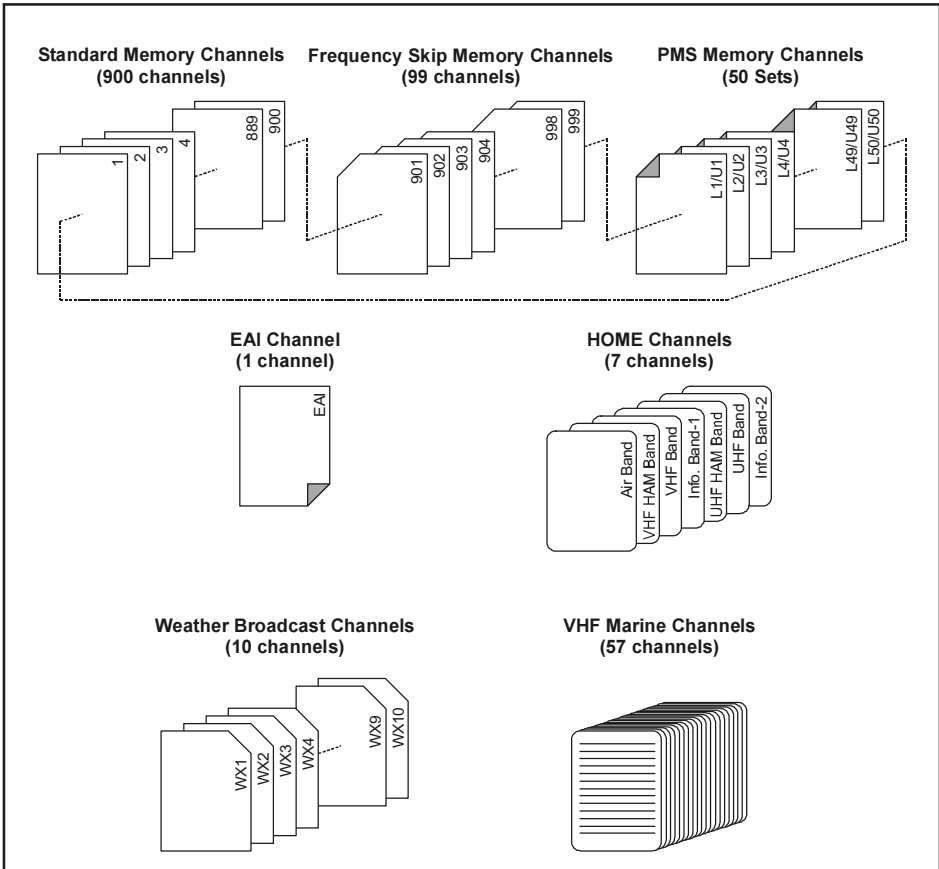 Standard Memory Channels
(900 channels)
Frequency Skip Memory Channels
(99 channels)
PMS Memory Channels
(50 Sets)
1
2
3
4
889
900
901
902
903
904
998
999
L1/U1
L2/U2
L3/U3
L4/U4
L49/U49
L50/U50
EAI Channel
(1 channel)
EAI
HOME Channels
(7 channels)
Air Band
VHF HAM Band
VHF Band
Info. Band-1
UHF HAM Band
UHF Band
Info. Band-2
Weather Broadcast Channels
(10 channels)
WX1
WX2
WX3
WX4
WX9
WX10
VHF Marine Channels
(57 channels)